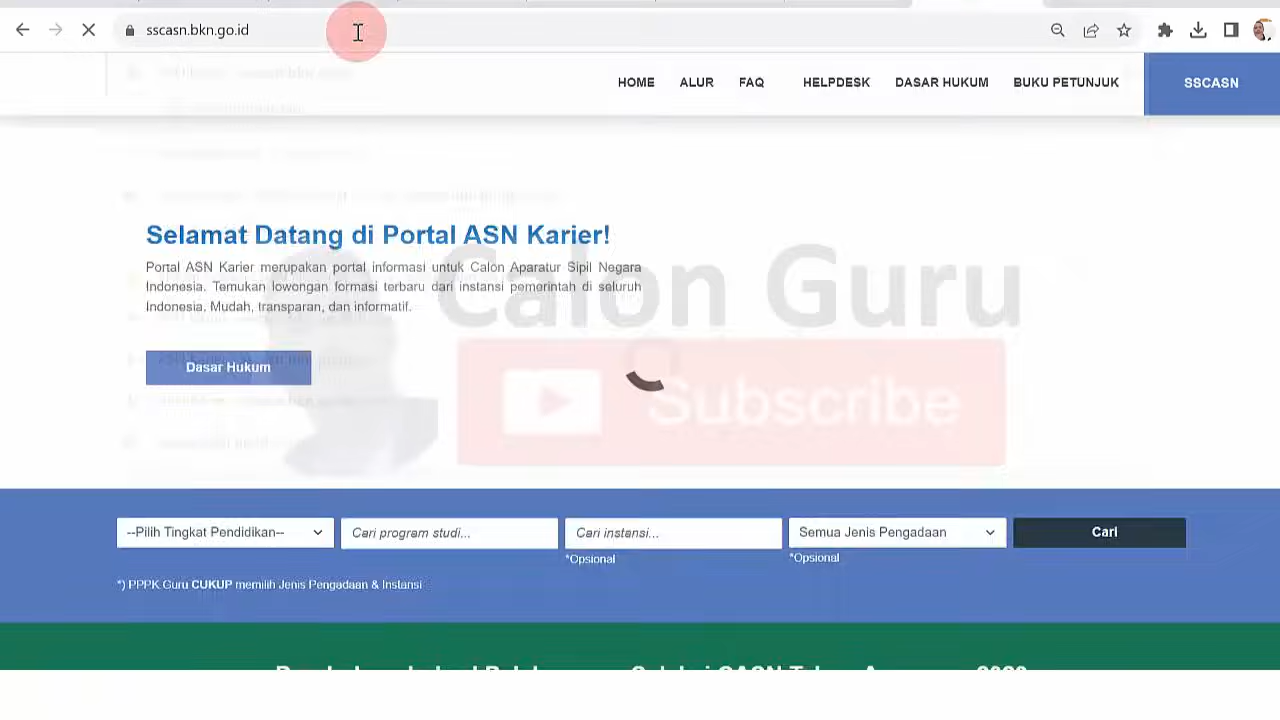 sscasn.bkn.go.id
HOME ALUR FAQ HELPDESK DASAR HUKUM BUKU PETUNJUK SSCASN
Selamat Datang di Portal ASN Karier!
Portal ASN Karier merupakan portal informasi untuk Calon Aparatur Sipil Negara
Indonesia. Temukan lowongan formasi terbaru dari instansi pemerintah di seluruh
Indonesia. Mudah, transparan, dan informatif.
Calon Guru
Dasar Hukum
Subscribe
--Pilih Tingkat Pendidikan-- Cari program studi... Cari instansi... Semua Jenis Pengadaan Cari
*Opsional *Opsional
*) PPPK Guru CUKUP memilih Jenis Pengadaan & Instansi